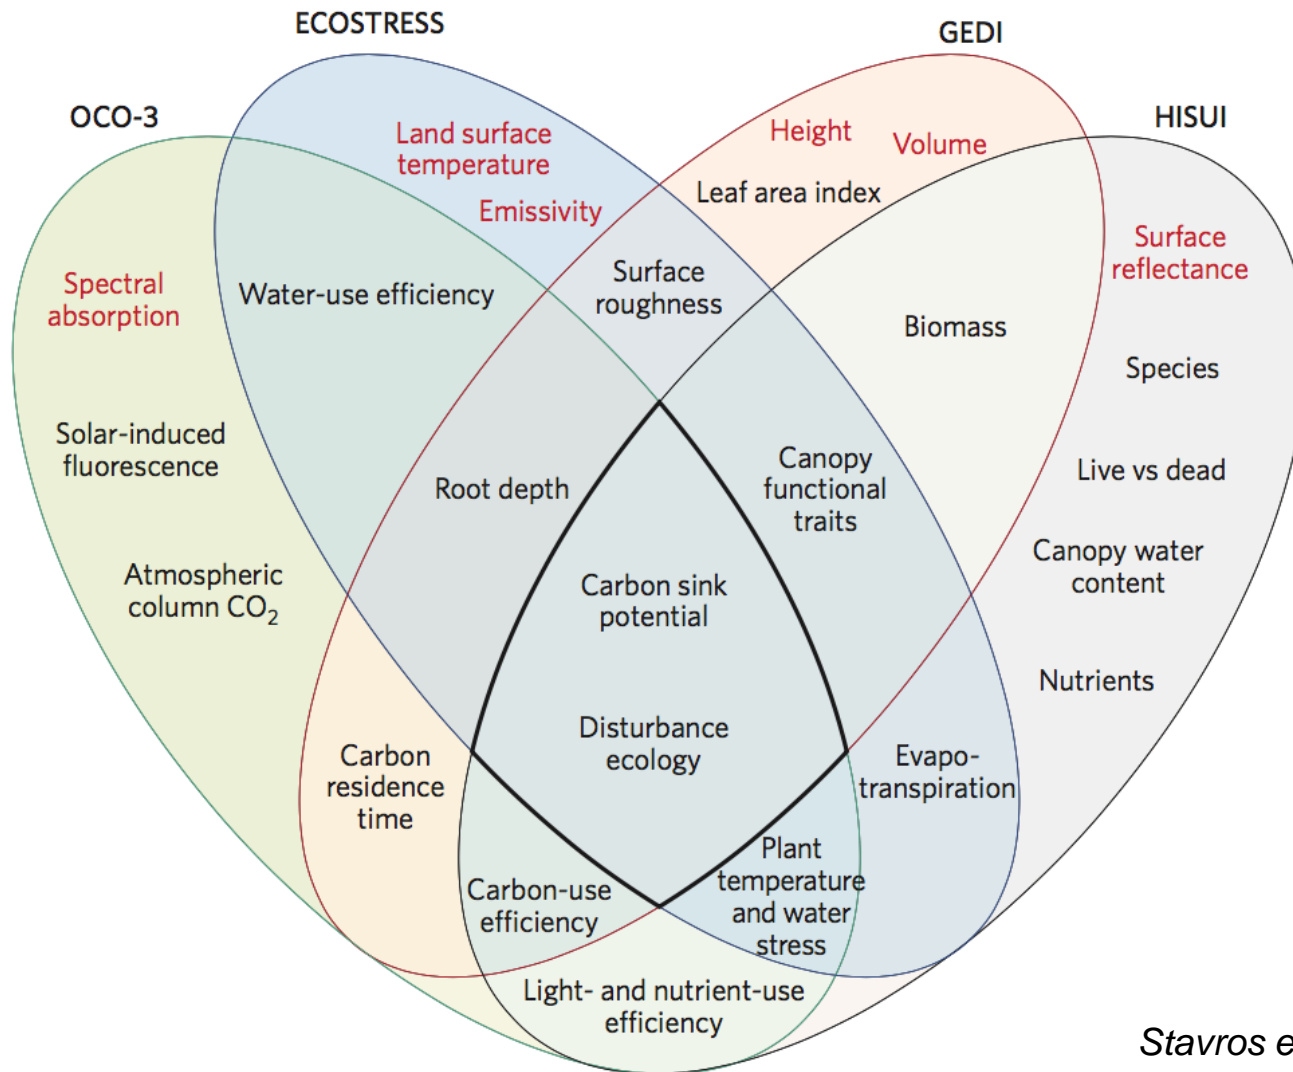 ECOSTRESS
GEDI
OCO-3
HISUI
Land surface
temperature
Emissivity
Height
Volume
Leaf area index
Surface
reflectance
Spectral
absorption
Water-use efficiency
Surface
roughness
Biomass
Species
Solar-induced
fluorescence
Root depth
Canopy
functional
traits
Live vs dead
Atmospheric
column CO₂
Carbon sink
potential
Canopy water
content
Nutrients
Disturbance
ecology
Carbon
residence
time
Evapo-
transpiration
Carbon-use
efficiency
Plant
temperature
and water
stress
Light- and nutrient-use
efficiency
Stavros e